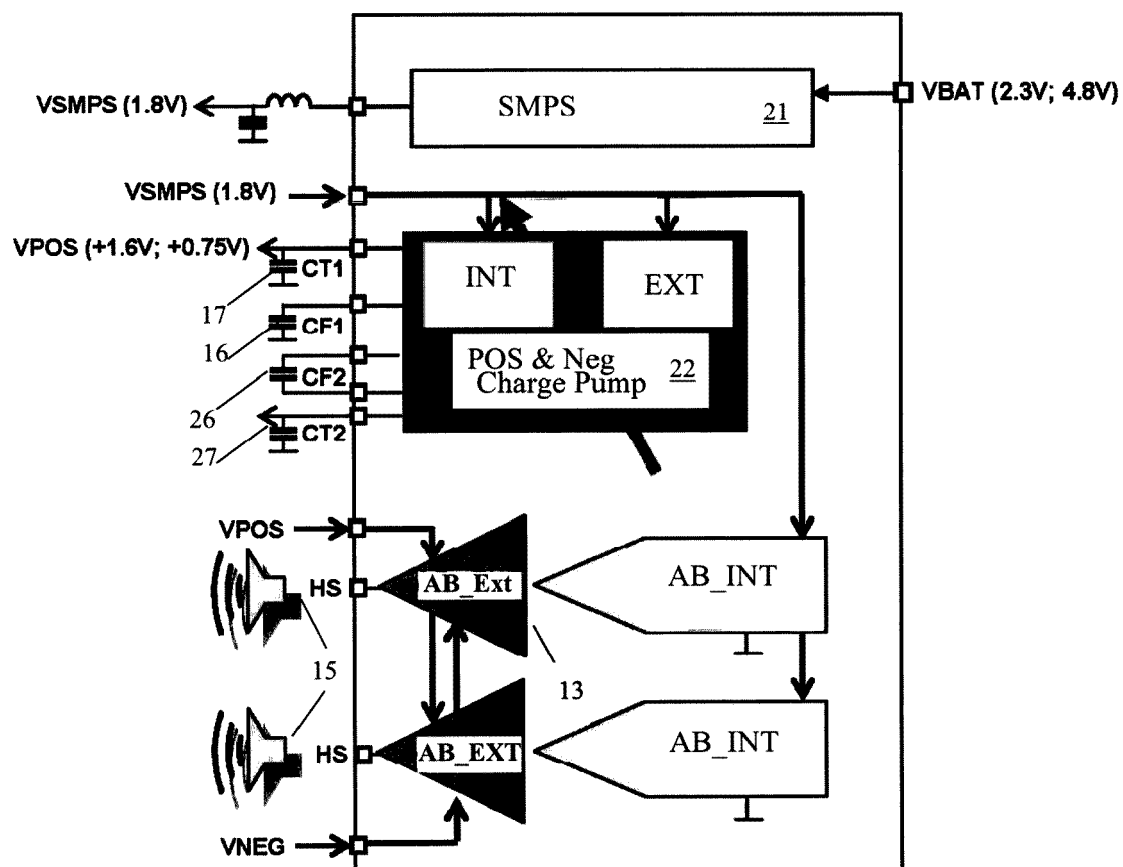 SMPS 21
VBAT (2.3V; 4.8V)
VSMPS (1.8V)
VSMPS (1.8V)
VPOS (+1.6V; +0.75V)
CT1
17
INT
EXT
16
CF1
POS & Neg
Charge Pump
22
CF2
26
CT2
27
VPOS
HS
AB_Ext
AB_INT
15
13
HS
AB_EXT
AB_INT
VNEG